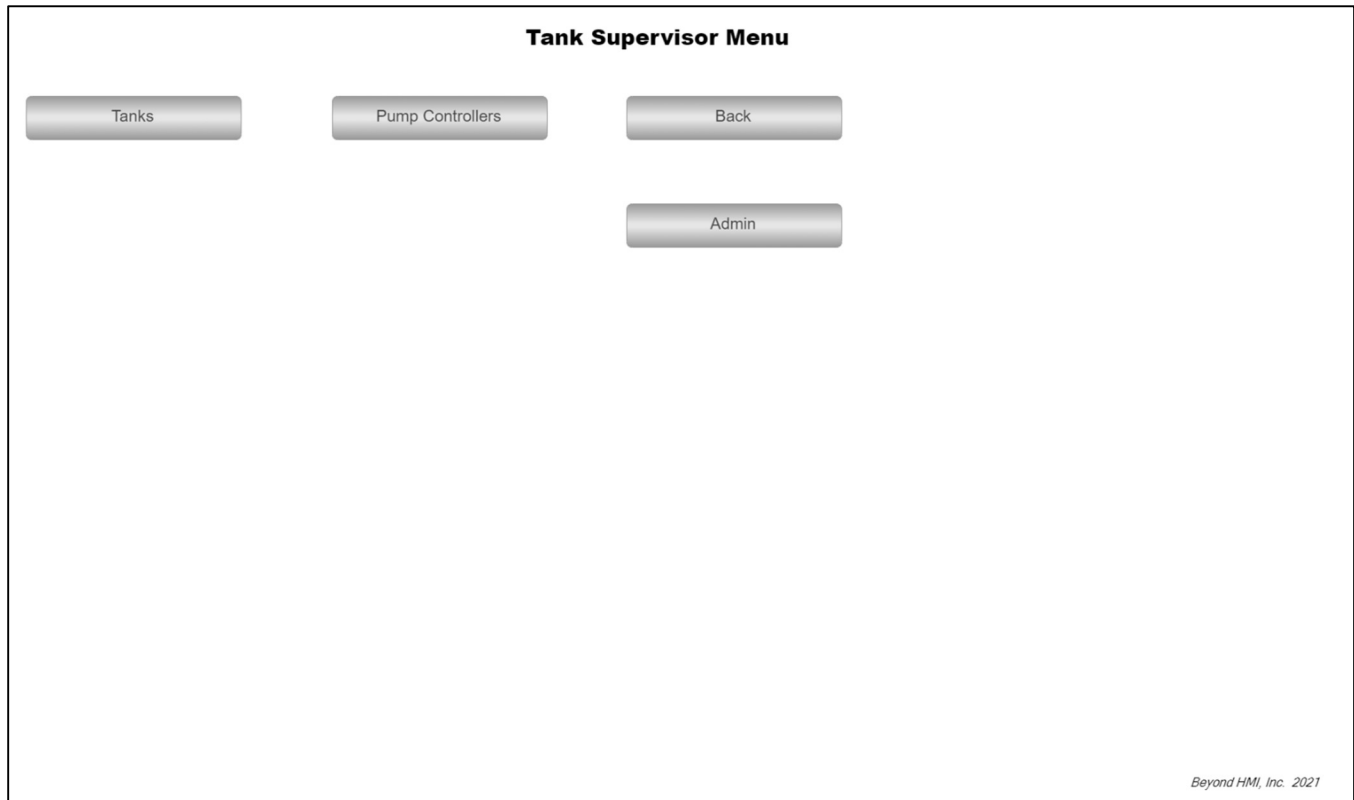 Tank Supervisor Menu
Tanks
Pump Controllers
Back
Admin
Beyond HMI, Inc. 2021